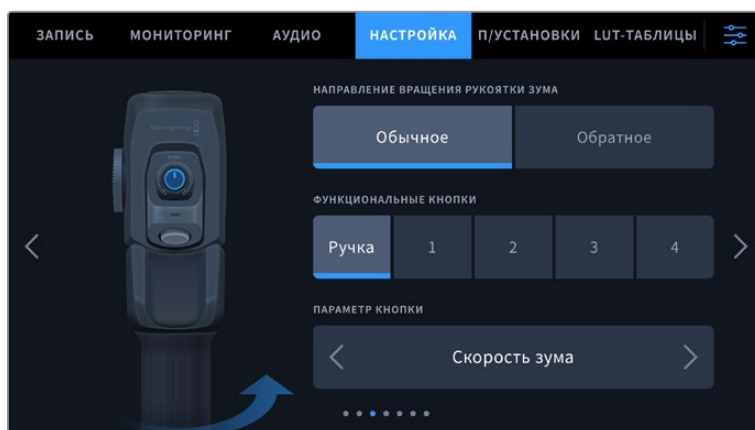 ЗАПИСЬ МОНИТОРИНГ АУДИО НАСТРОЙКА П/УСТАНОВКИ LUT-ТАБЛИЦЫ
НАПРАВЛЕНИЕ ВРАЩЕНИЯ РУКОЯТКИ ЗУМА
Обычное Обратное
ФУНКЦИОНАЛЬНЫЕ КНОПКИ
Ручка 1 2 3 4
ПАРАМЕТР КНОПКИ
Скорость зума